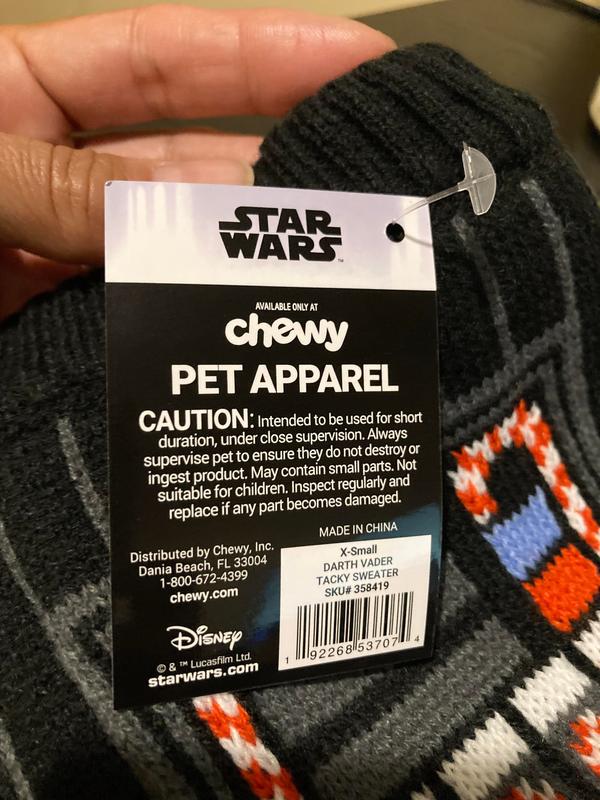 STAR
WARS™
AVAILABLE ONLY AT
chewy
PET APPAREL
CAUTION: Intended to be used for short
duration, under close supervision. Always
supervise pet to ensure they do not destroy or
ingest product. May contain small parts. Not
suitable for children. Inspect regularly and
replace if any part becomes damaged.
MADE IN CHINA
Distributed by Chewy, Inc.
Dania Beach, FL 33004
1-800-672-4399
chewy.com
X-Small
DARTH VADER
TACKY SWEATER
SKU# 358419
1 92268 53707 4
Disney
© & ™ Lucasfilm Ltd.
starwars.com